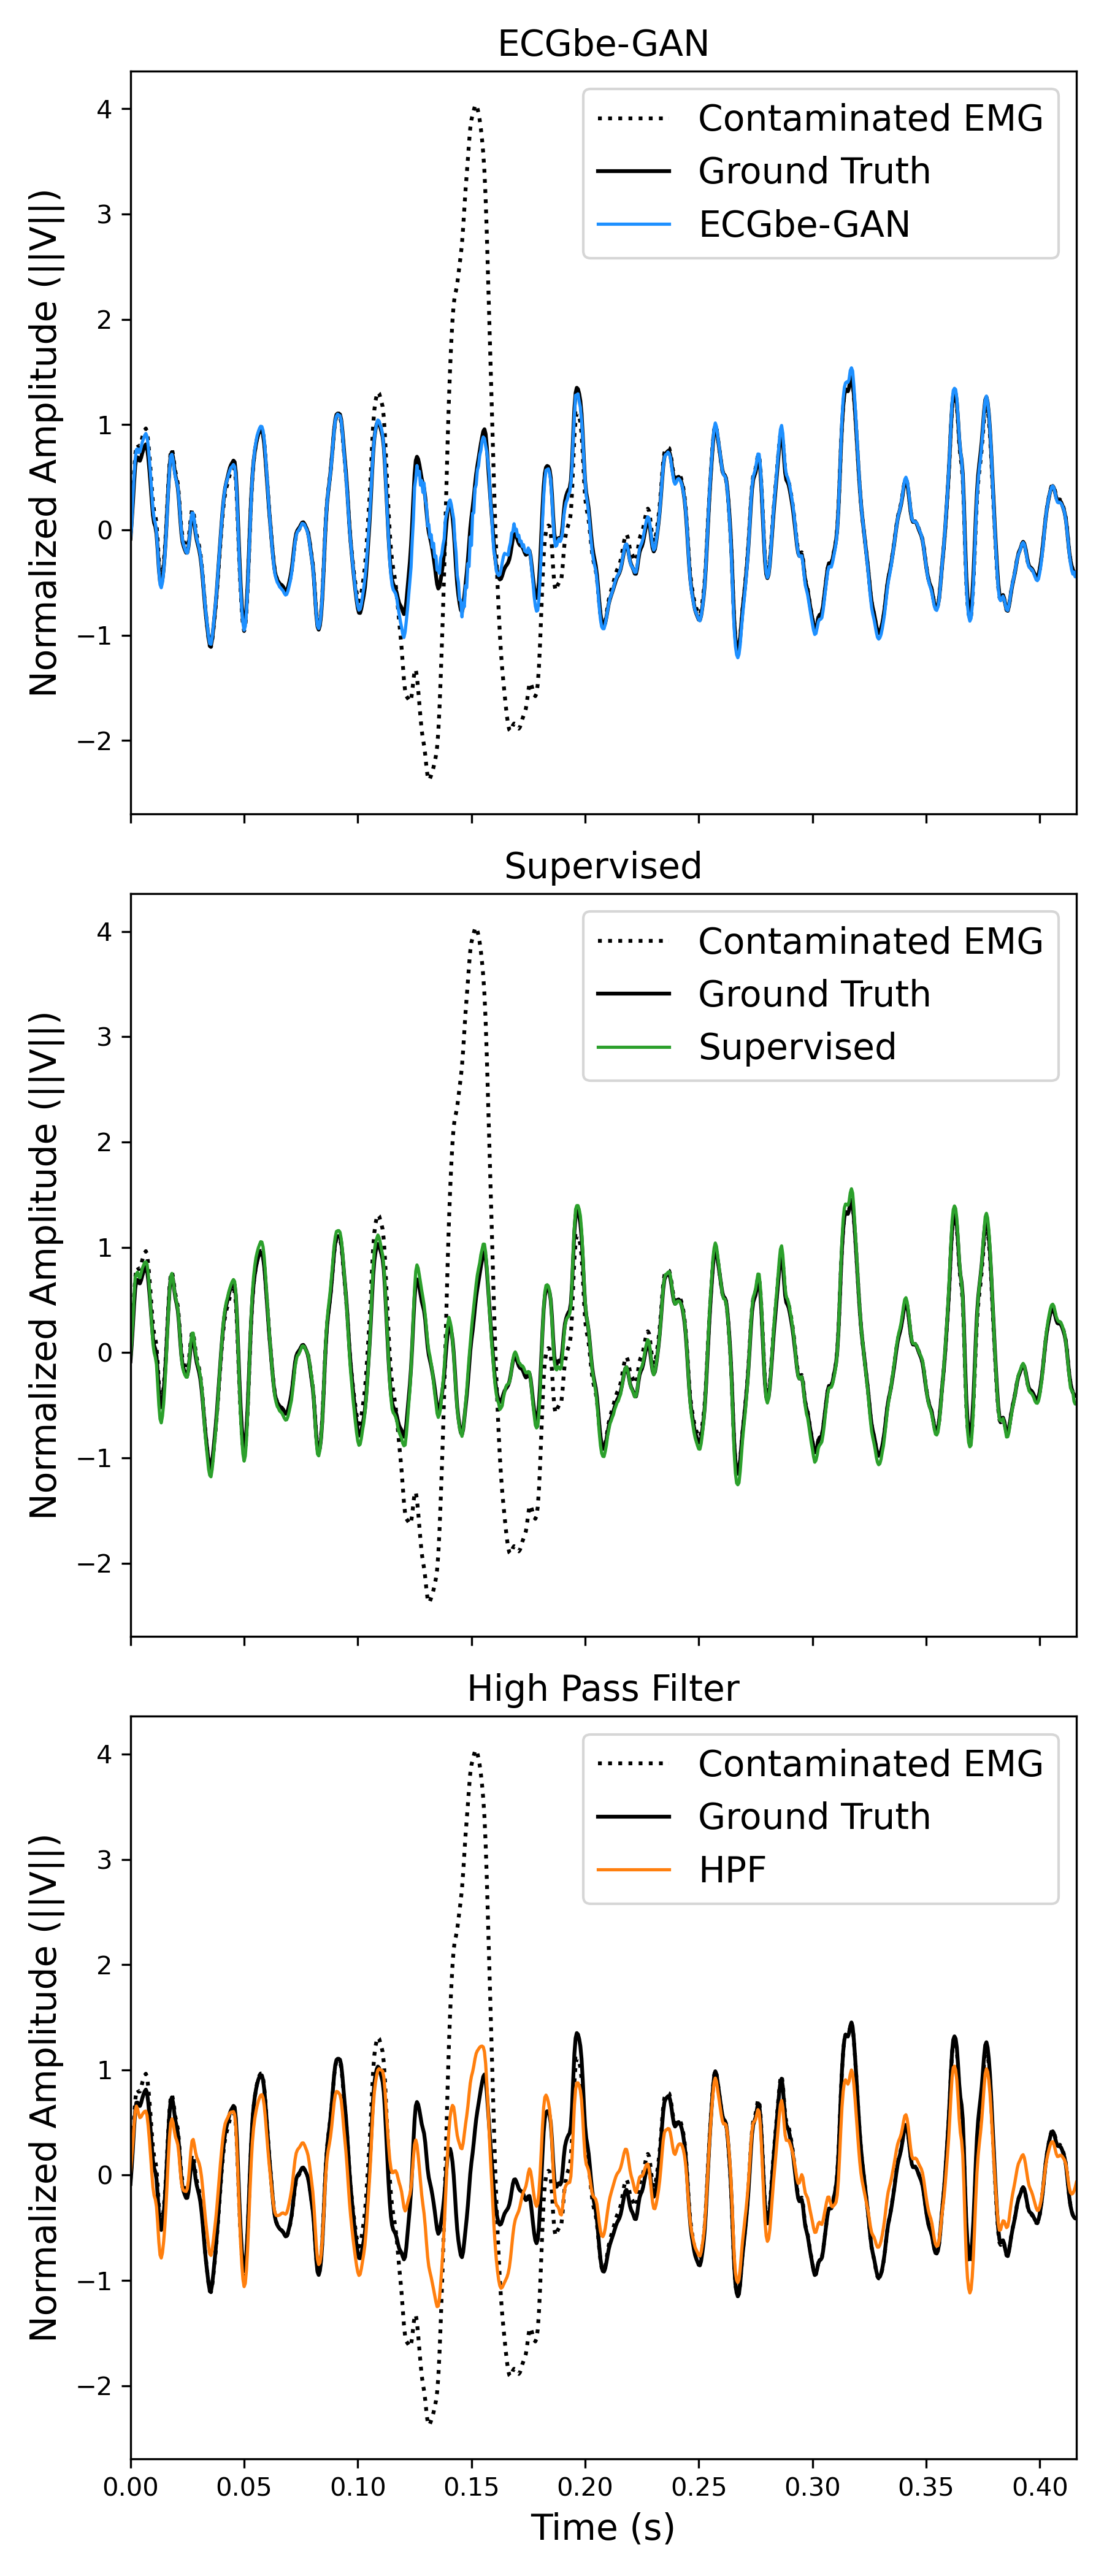 ECGbe-GAN
Normalized Amplitude (||V||)
4
3
2
1
0
−1
−2
Contaminated EMG
Ground Truth
ECGbe-GAN
Supervised
Normalized Amplitude (||V||)
4
3
2
1
0
−1
−2
Contaminated EMG
Ground Truth
Supervised
High Pass Filter
Normalized Amplitude (||V||)
4
3
2
1
0
−1
−2
Contaminated EMG
Ground Truth
HPF
0.00 0.05 0.10 0.15 0.20 0.25 0.30 0.35 0.40
Time (s)